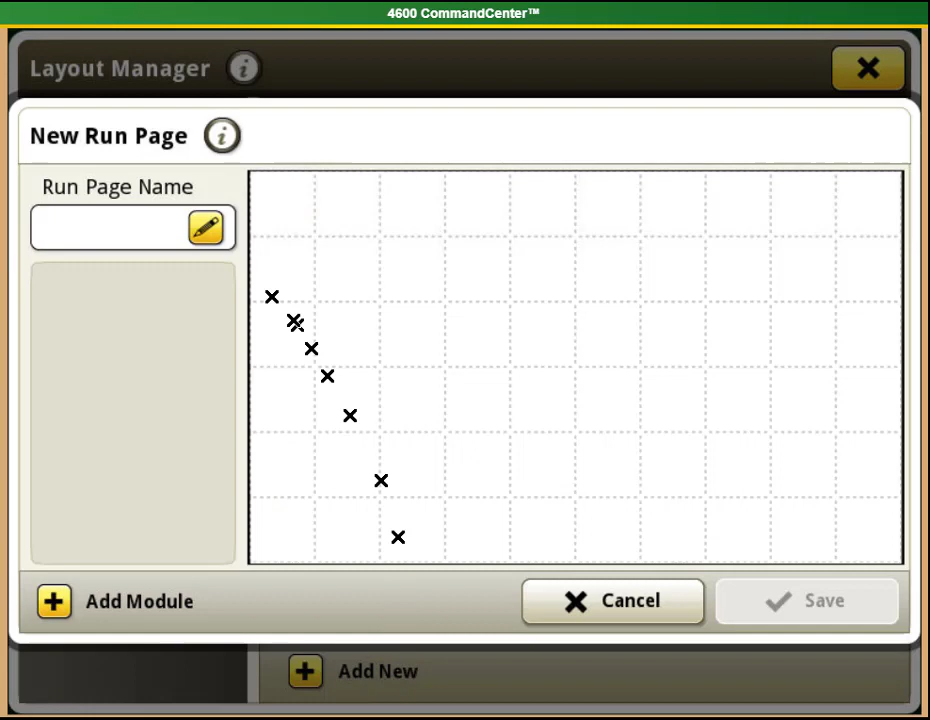 4600 CommandCenter™
Layout Manager
New Run Page
Run Page Name
Add Module
Cancel
Save
Add New